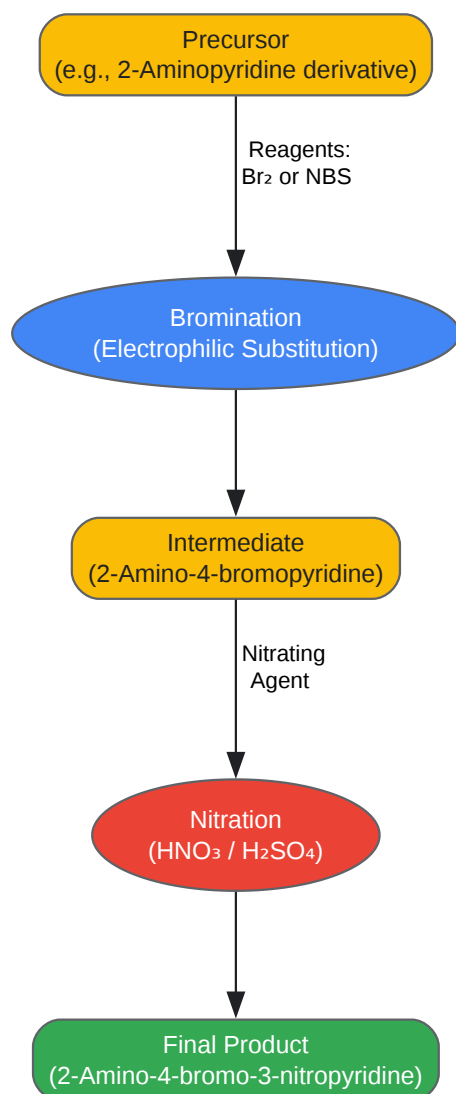 Precursor
(e.g., 2-Aminopyridine derivative)
Reagents:
Br₂ or NBS
Bromination
(Electrophilic Substitution)
Intermediate
(2-Amino-4-bromopyridine)
Nitrating
Agent
Nitration
(HNO₃ / H₂SO₄)
Final Product
(2-Amino-4-bromo-3-nitropyridine)